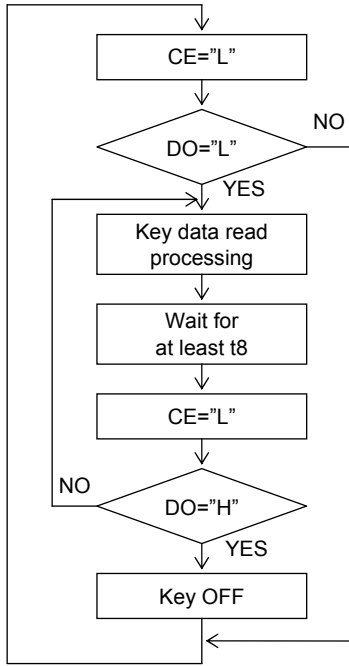 CE=”L”
NO
DO=”L”
YES
Key data read
processing
Wait for
at least t8
CE=”L”
NO
DO=”H”
YES
Key OFF